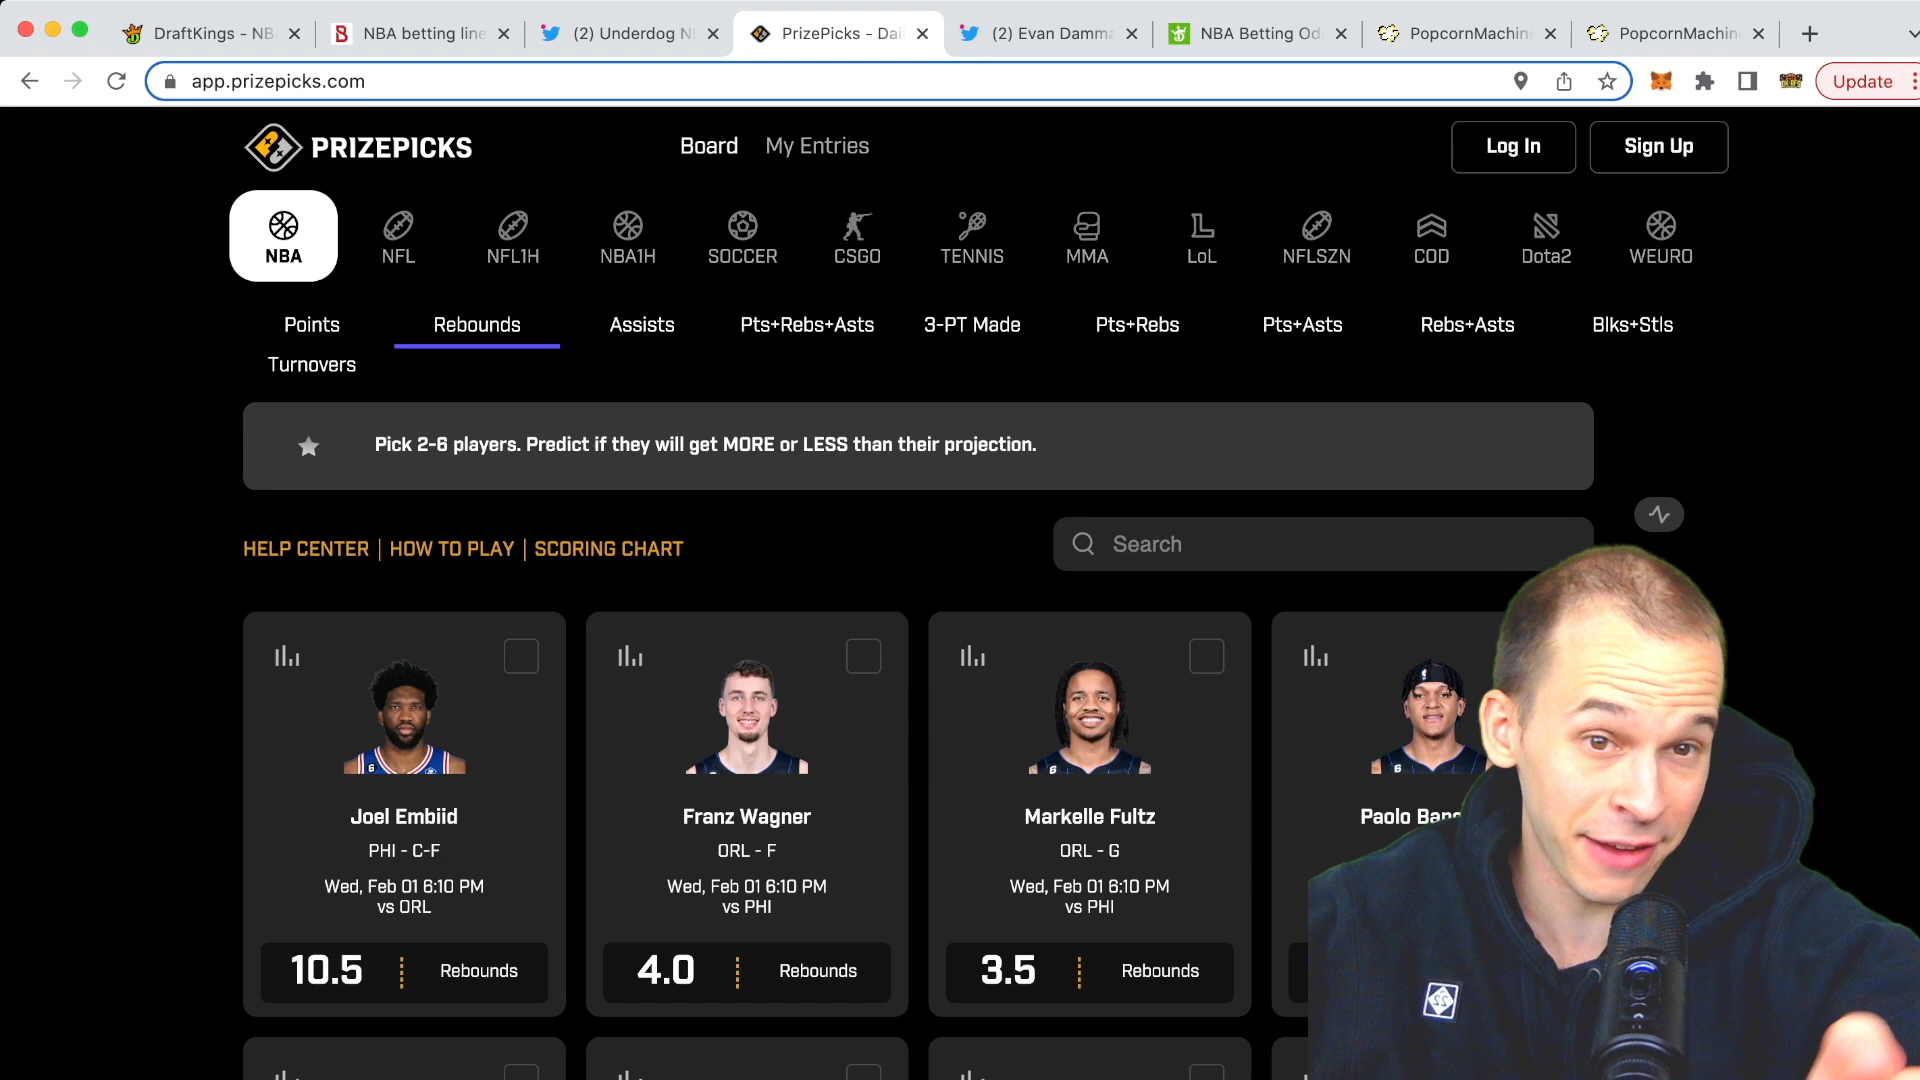 DraftKings - NB
NBA betting line
(2) Underdog N
PrizePicks - Dai
(2) Evan Damma
NBA Betting Od
PopcornMachin
PopcornMachin
app.prizepicks.com
Update
PRIZEPICKS
Board
My Entries
Log In
Sign Up
NBA
NFL
NFL1H
NBA1H
SOCCER
CSGO
TENNIS
MMA
LoL
NFLSZN
COD
Dota2
WEURO
Points
Rebounds
Assists
Pts+Rebs+Asts
3-PT Made
Pts+Rebs
Pts+Asts
Rebs+Asts
Blks+Stls
Turnovers
Pick 2-6 players. Predict if they will get MORE or LESS than their projection.
HELP CENTER | HOW TO PLAY | SCORING CHART
Search
Joel Embiid
PHI - C-F
Wed, Feb 01 6:10 PM
vs ORL
10.5
Rebounds
Franz Wagner
ORL - F
Wed, Feb 01 6:10 PM
vs PHI
4.0
Rebounds
Markelle Fultz
ORL - G
Wed, Feb 01 6:10 PM
vs PHI
3.5
Rebounds
Paolo Banc